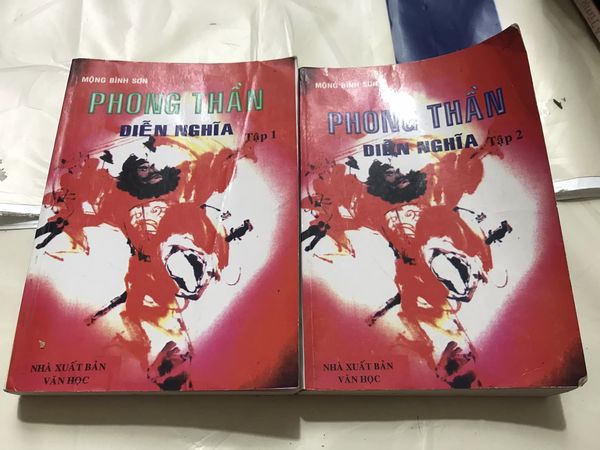 MỘNG BÌNH SƠN
PHONG THẦN
DIỄN NGHĨA
Tập 1
NHÀ XUẤT BẢN
VĂN HỌC
MỘNG BÌNH SƠN
PHONG THẦN
DIỄN NGHĨA
Tập 2
NHÀ XUẤT BẢN
VĂN HỌC